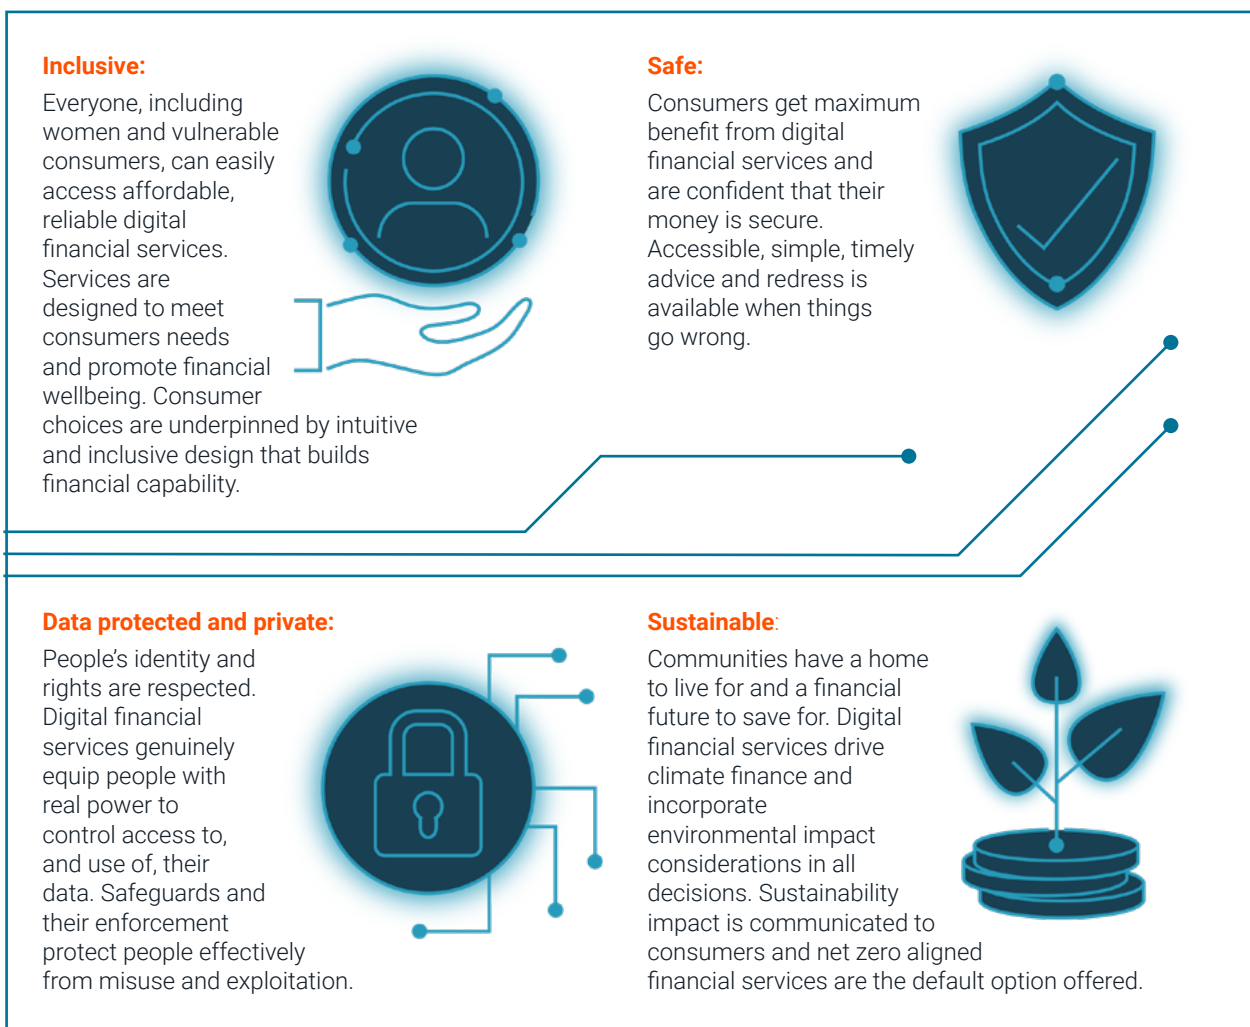 Inclusive:
Everyone, including
women and vulnerable
consumers, can easily
access affordable,
reliable digital
financial services.
Services are
designed to meet
consumers needs
and promote financial
wellbeing. Consumer
choices are underpinned by intuitive
and inclusive design that builds
financial capability.
Safe:
Consumers get maximum
benefit from digital
financial services and
are confident that their
money is secure.
Accessible, simple, timely
advice and redress is
available when things
go wrong.
Data protected and private:
People’s identity and
rights are respected.
Digital financial
services genuinely
equip people with
real power to
control access to,
and use of, their
data. Safeguards and
their enforcement
protect people effectively
from misuse and exploitation.
Sustainable:
Communities have a home
to live for and a financial
future to save for. Digital
financial services drive
climate finance and
incorporate
environmental impact
considerations in all
decisions. Sustainability
impact is communicated to
consumers and net zero aligned
financial services are the default option offered.